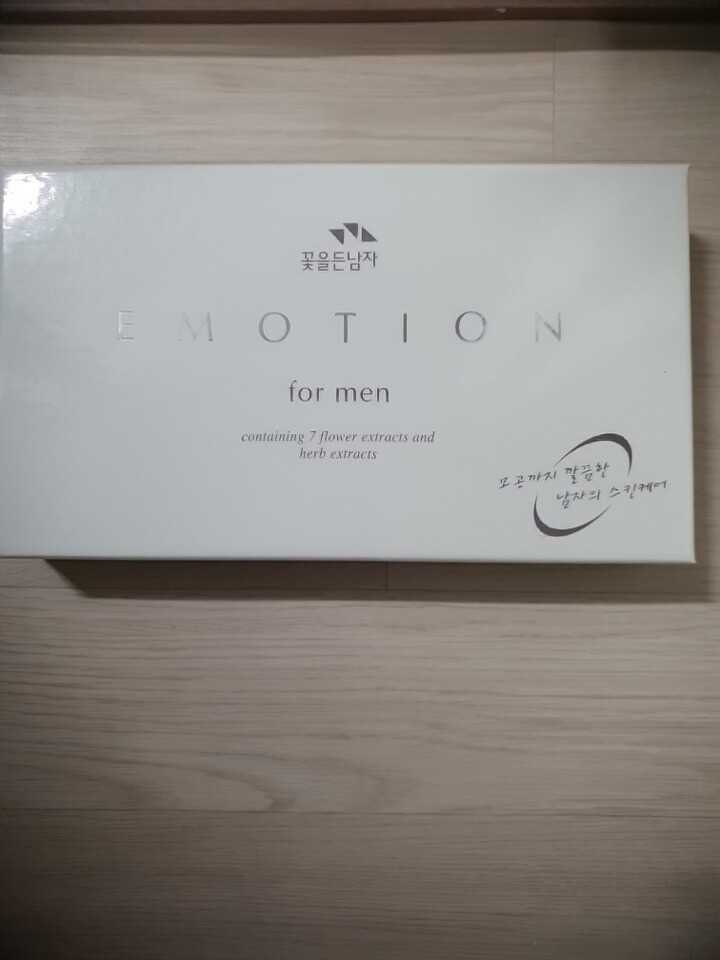 꽃을든남자
EMOTION
for men
containing 7 flower extracts and
herb extracts
모공까지 깔끔한
남자의 스킨케어